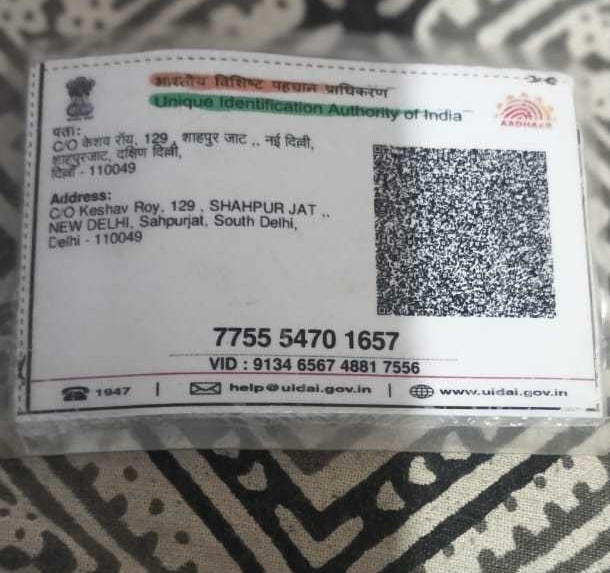 भारतीय विशिष्ट पहचान प्राधिकरण
Unique Identification Authority of India
AADHAAR
पता:
C/O केशव रॉय, 129, शाहपुर जाट ,, नई दिल्ली,
शाहपुरजाट, दक्षिण दिल्ली,
दिल्ली - 110049
Address:
C/O Keshav Roy, 129 , SHAHPUR JAT ,,
NEW DELHI, Sahpurjat, South Delhi,
Delhi - 110049
7755 5470 1657
VID : 9134 6567 4881 7556
1947 | help@uidai.gov.in | www.uidai.gov.in